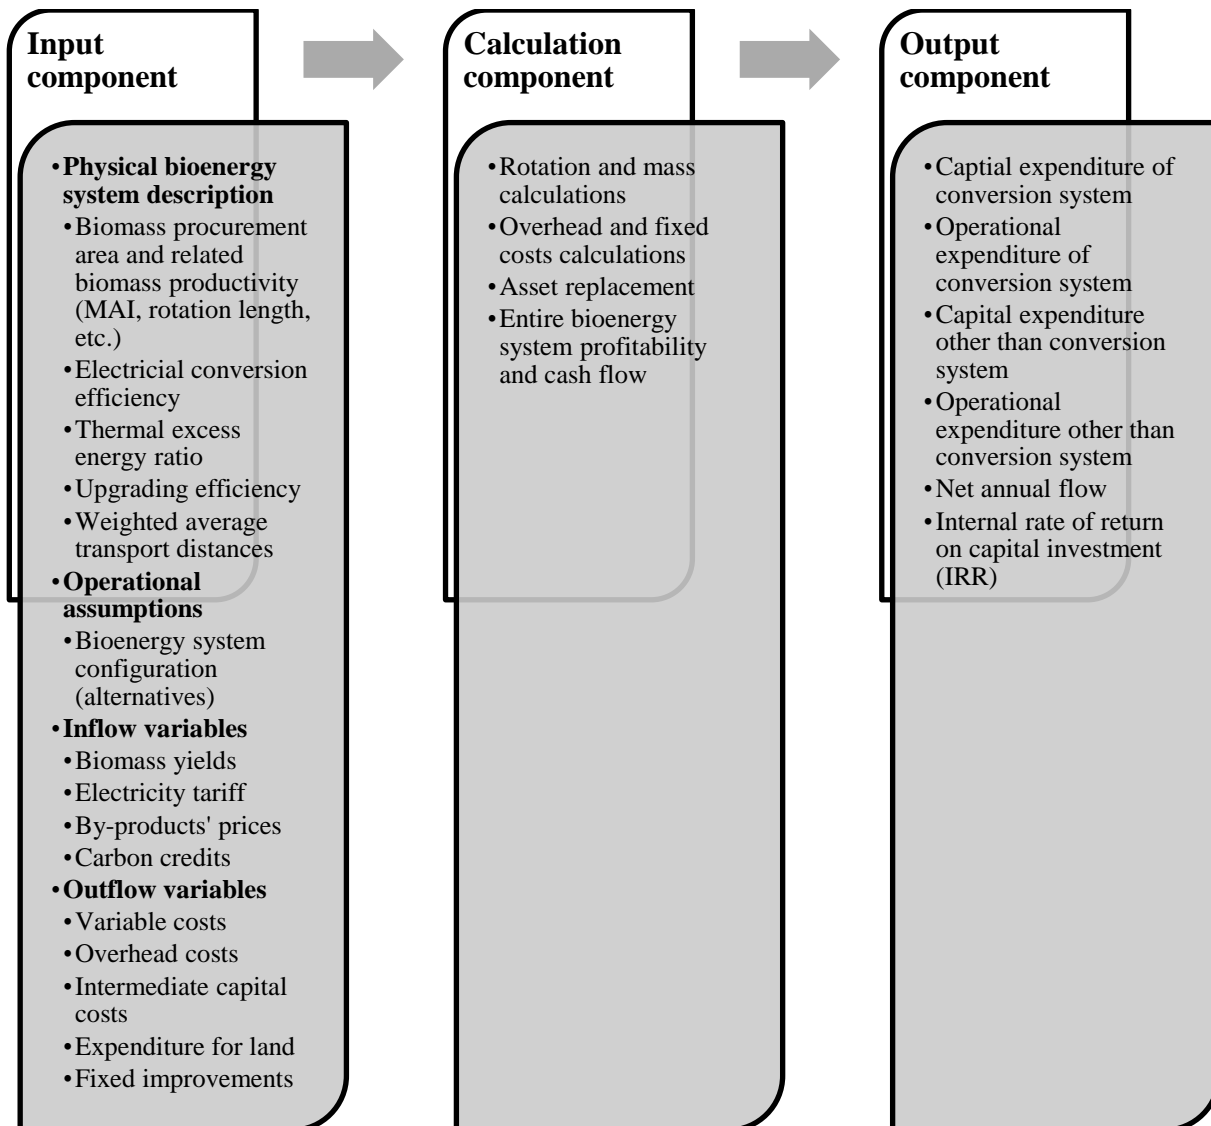 Input
component
•Physical bioenergy
system description
•Biomass procurement
area and related
biomass productivity
(MAI, rotation length,
etc.)
•Electricial conversion
efficiency
•Thermal excess
energy ratio
•Upgrading efficiency
•Weighted average
transport distances
•Operational
assumptions
•Bioenergy system
configuration
(alternatives)
•Inflow variables
•Biomass yields
•Electricity tariff
•By-products' prices
•Carbon credits
•Outflow variables
•Variable costs
•Overhead costs
•Intermediate capital
costs
•Expenditure for land
•Fixed improvements
Calculation
component
•Rotation and mass
calculations
•Overhead and fixed
costs calculations
•Asset replacement
•Entire bioenergy
system profitability
and cash flow
Output
component
•Captial expenditure of
conversion system
•Operational
expenditure of
conversion system
•Capital expenditure
other than conversion
system
•Operational
expenditure other than
conversion system
•Net annual flow
•Internal rate of return
on capital investment
(IRR)